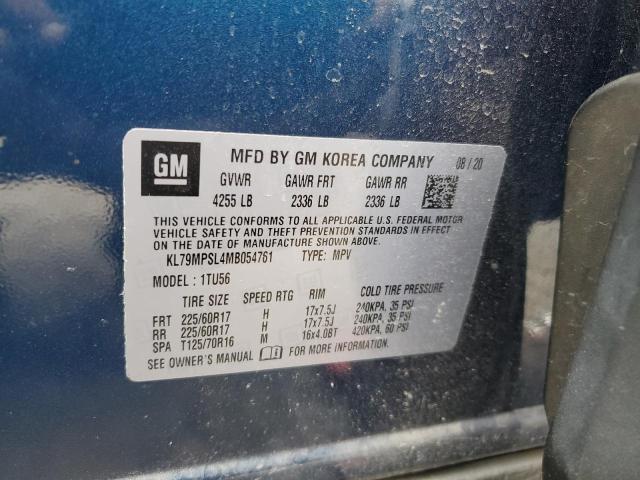 GM MFD BY GM KOREA COMPANY 08/20
GVWR GAWR FRT GAWR RR
4255 LB 2336 LB 2336 LB
THIS VEHICLE CONFORMS TO ALL APPLICABLE U.S. FEDERAL MOTOR
VEHICLE SAFETY AND THEFT PREVENTION STANDARDS IN EFFECT
ON THE DATE OF MANUFACTURE SHOWN ABOVE.
KL79MPSL4MB054761 TYPE: MPV
MODEL: 1TU56
TIRE SIZE SPEED RTG RIM COLD TIRE PRESSURE
FRT 225/60R17 H 17x7.5J 240KPA, 35 PSI
RR 225/60R17 H 17x7.5J 240KPA, 35 PSI
SPA T125/70R16 M 16x4.0BT 420KPA, 60 PSI
SEE OWNER'S MANUAL FOR MORE INFORMATION.